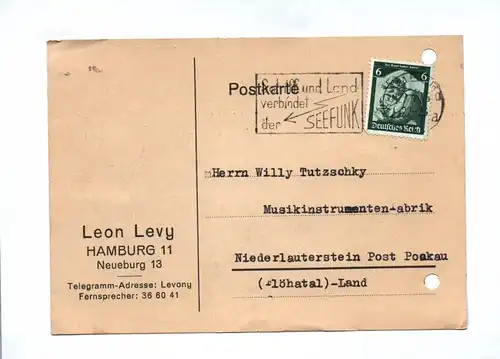 Postkarte
und Land
verbindet
der SEEFUNK
6 6
Deutsches Reich
Herrn Willy Tutzschky
Musikinstrumenten-abrik
Niederlauterstein Post Pockau
(-löhatal)-Land
Leon Levy
HAMBURG 11
Neueburg 13
Telegramm-Adresse: Levony
Fernsprecher: 36 60 41